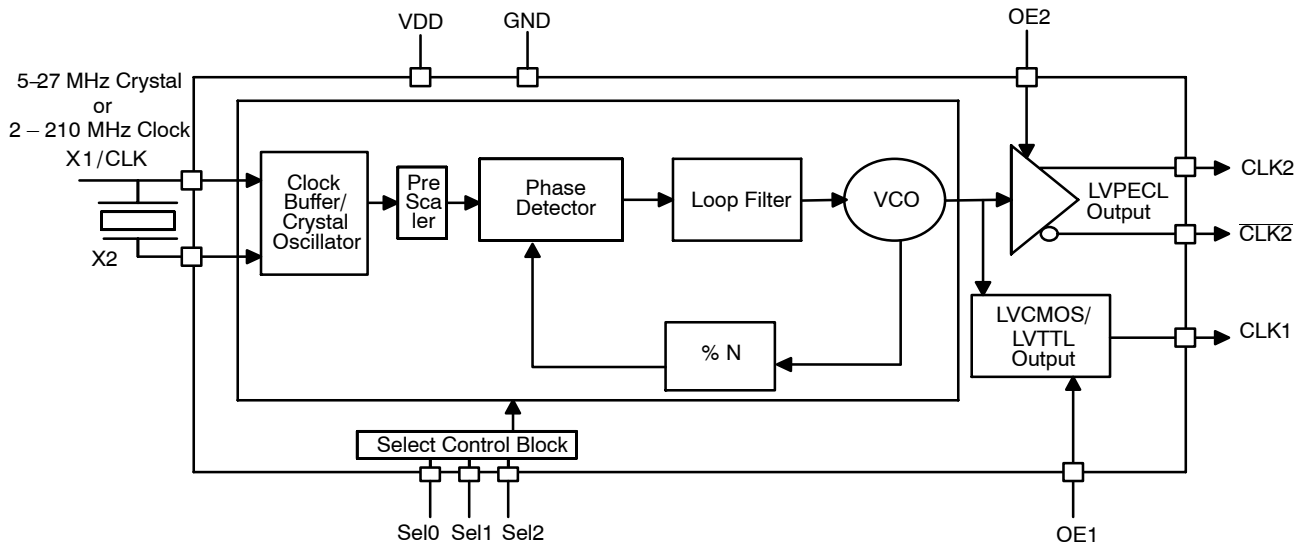 VDD
GND
OE2
5–27 MHz Crystal
or
2 – 210 MHz Clock
X1/CLK
X2
Clock
Buffer/
Crystal
Oscillator
Pre
Sca
ler
Phase
Detector
Loop Filter
VCO
% N
LVPECL
Output
CLK2
C̅L̅K̅2̅
LVCMOS/
LVTTL
Output
CLK1
Select Control Block
Sel0
Sel1
Sel2
OE1